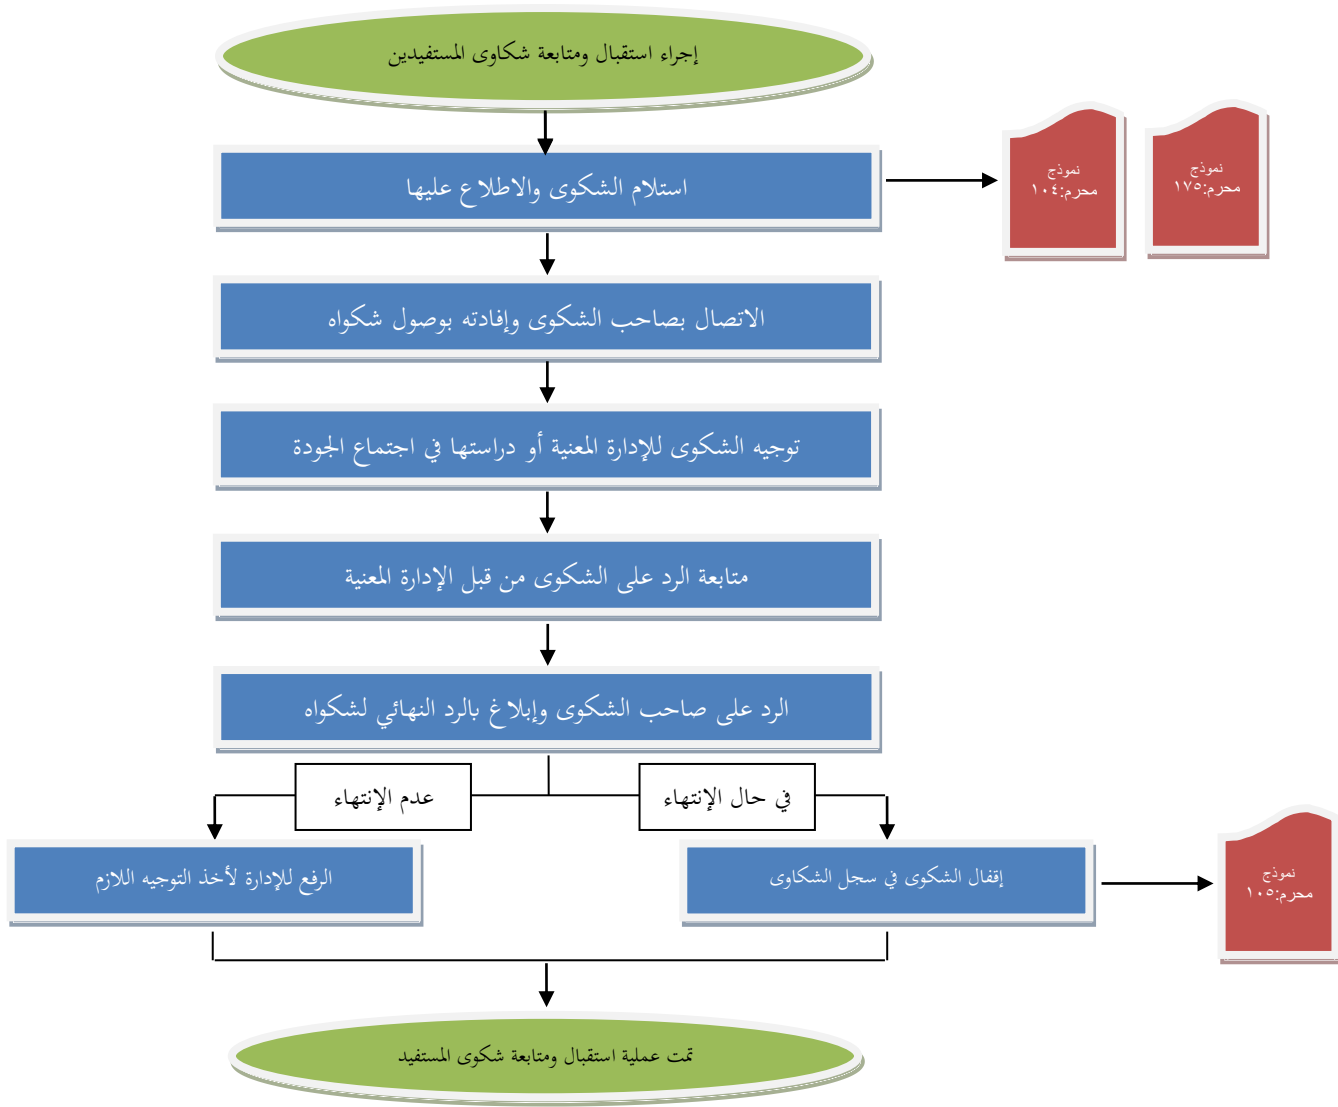 إجراء استقبال ومتابعة شكاوى المستفيدين
استلام الشكوى والاطلاع عليها
نموذج
محرم:١٠٤
نموذج
محرم:١٧٥
الاتصال بصاحب الشكوى وإفادته بوصول شكواه
توجيه الشكوى للإدارة المعنية أو دراستها في اجتماع الجودة
متابعة الرد على الشكوى من قبل الإدارة المعنية
الرد على صاحب الشكوى وإبلاغ بالرد النهائي لشكواه
في حال الإنتهاء
عدم الإنتهاء
إقفال الشكوى في سجل الشكاوى
نموذج
محرم:١٠٥
الرفع للإدارة لأخذ التوجيه اللازم
تمت عملية استقبال ومتابعة شكوى المستفيد